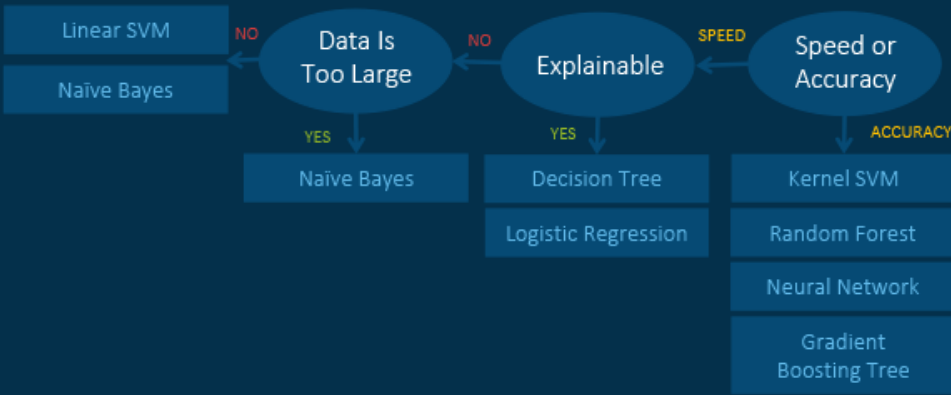 Linear SVM
NO
Data Is
Too Large
NO
Explainable
SPEED
Speed or
Accuracy
Naïve Bayes
YES
YES
ACCURACY
Naïve Bayes
Decision Tree
Kernel SVM
Logistic Regression
Random Forest
Neural Network
Gradient
Boosting Tree